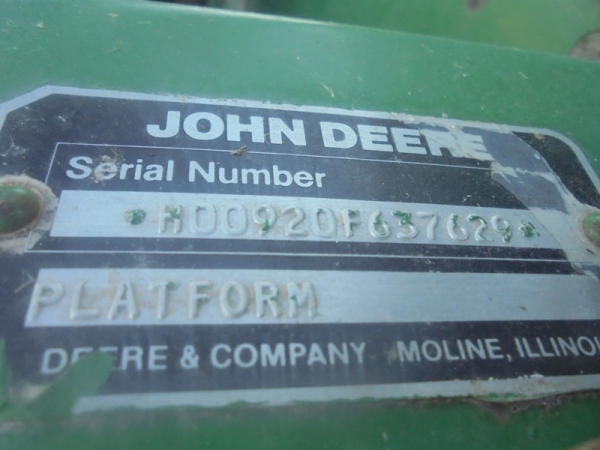 JOHN DEERE
Serial Number
*H00920F637629*
PLATFORM
DEERE & COMPANY MOLINE, ILLINOI